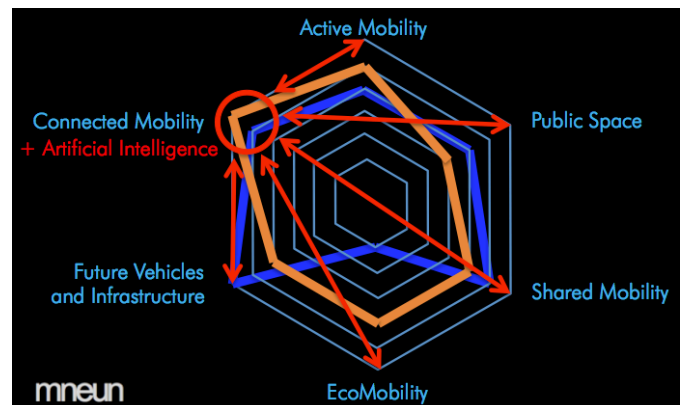 Active Mobility
Connected Mobility
+ Artificial Intelligence
Public Space
Future Vehicles
and Infrastructure
Shared Mobility
EcoMobility
mneun